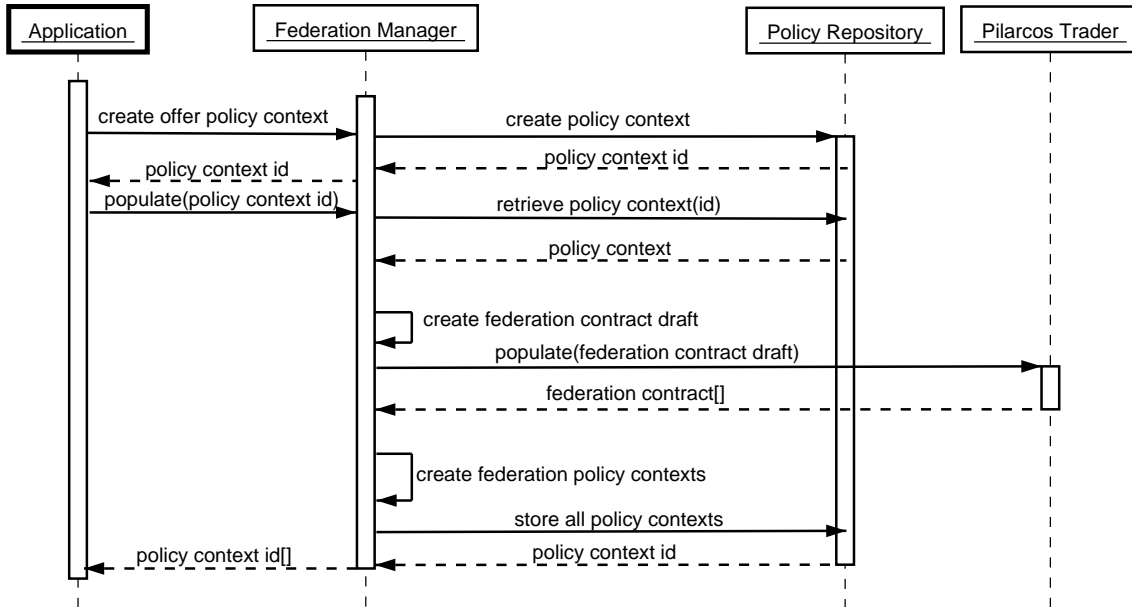 Application
Federation Manager
Policy Repository
Pilarcos Trader
create offer policy context
create policy context
policy context id
policy context id
populate(policy context id)
retrieve policy context(id)
policy context
create federation contract draft
populate(federation contract draft)
federation contract[]
create federation policy contexts
store all policy contexts
policy context id
policy context id[]